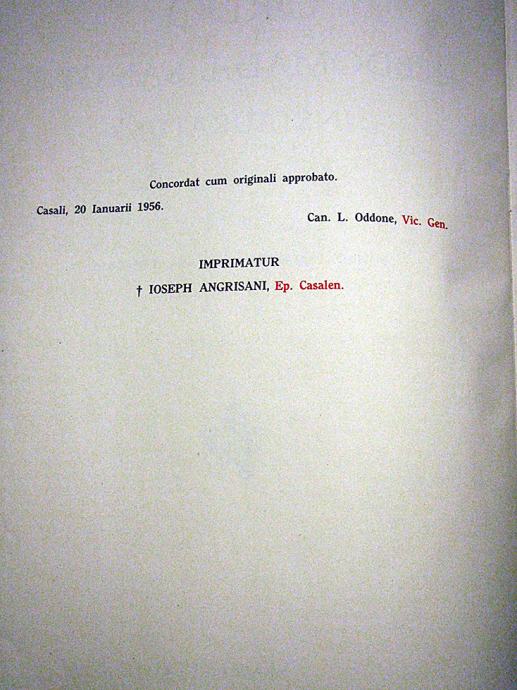 Concordat cum originali approbato.
Casali, 20 Ianuarii 1956.
Can. L. Oddone, Vic. Gen.
IMPRIMATUR
† IOSEPH ANGRISANI, Ep. Casalen.